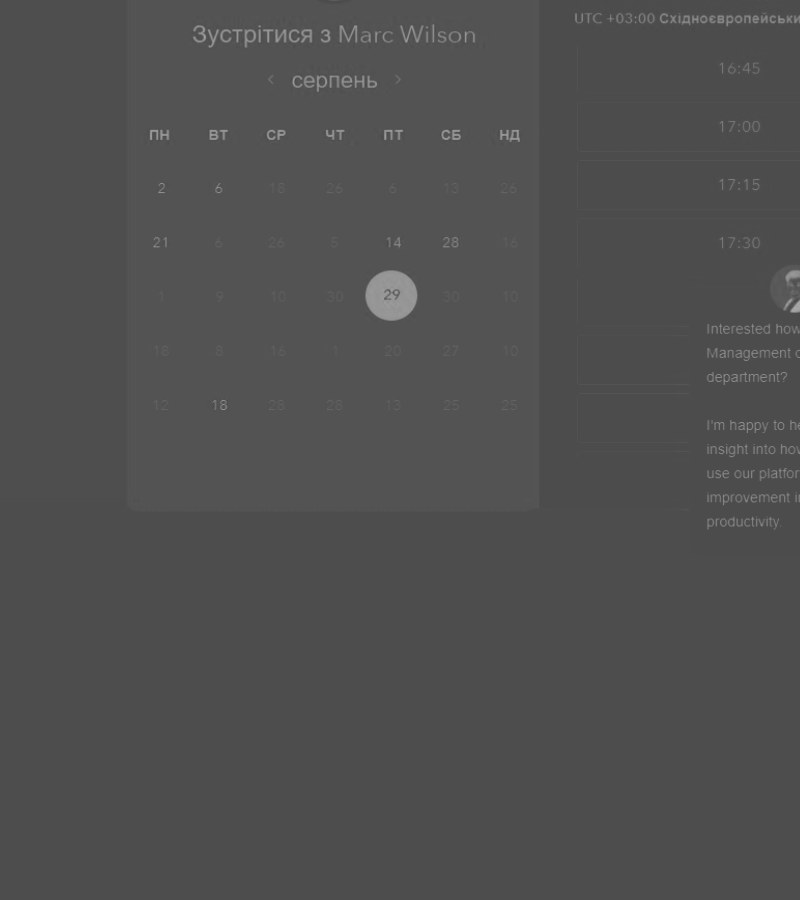 Зустрітися з Marc Wilson
‹ серпень ›
ПН ВТ СР ЧТ ПТ СБ НД
2 6 18 26 6 13 26
21 6 26 5 14 28 16
1 9 10 30 29 30 10
18 8 16 1 20 27 10
12 18 28 28 13 25 25
UTC +03:00 Східноєвропейськи
16:45
17:00
17:15
17:30
Interested how
Management
department?
I'm happy to he
insight into how
use our platfor
improvement in
productivity.